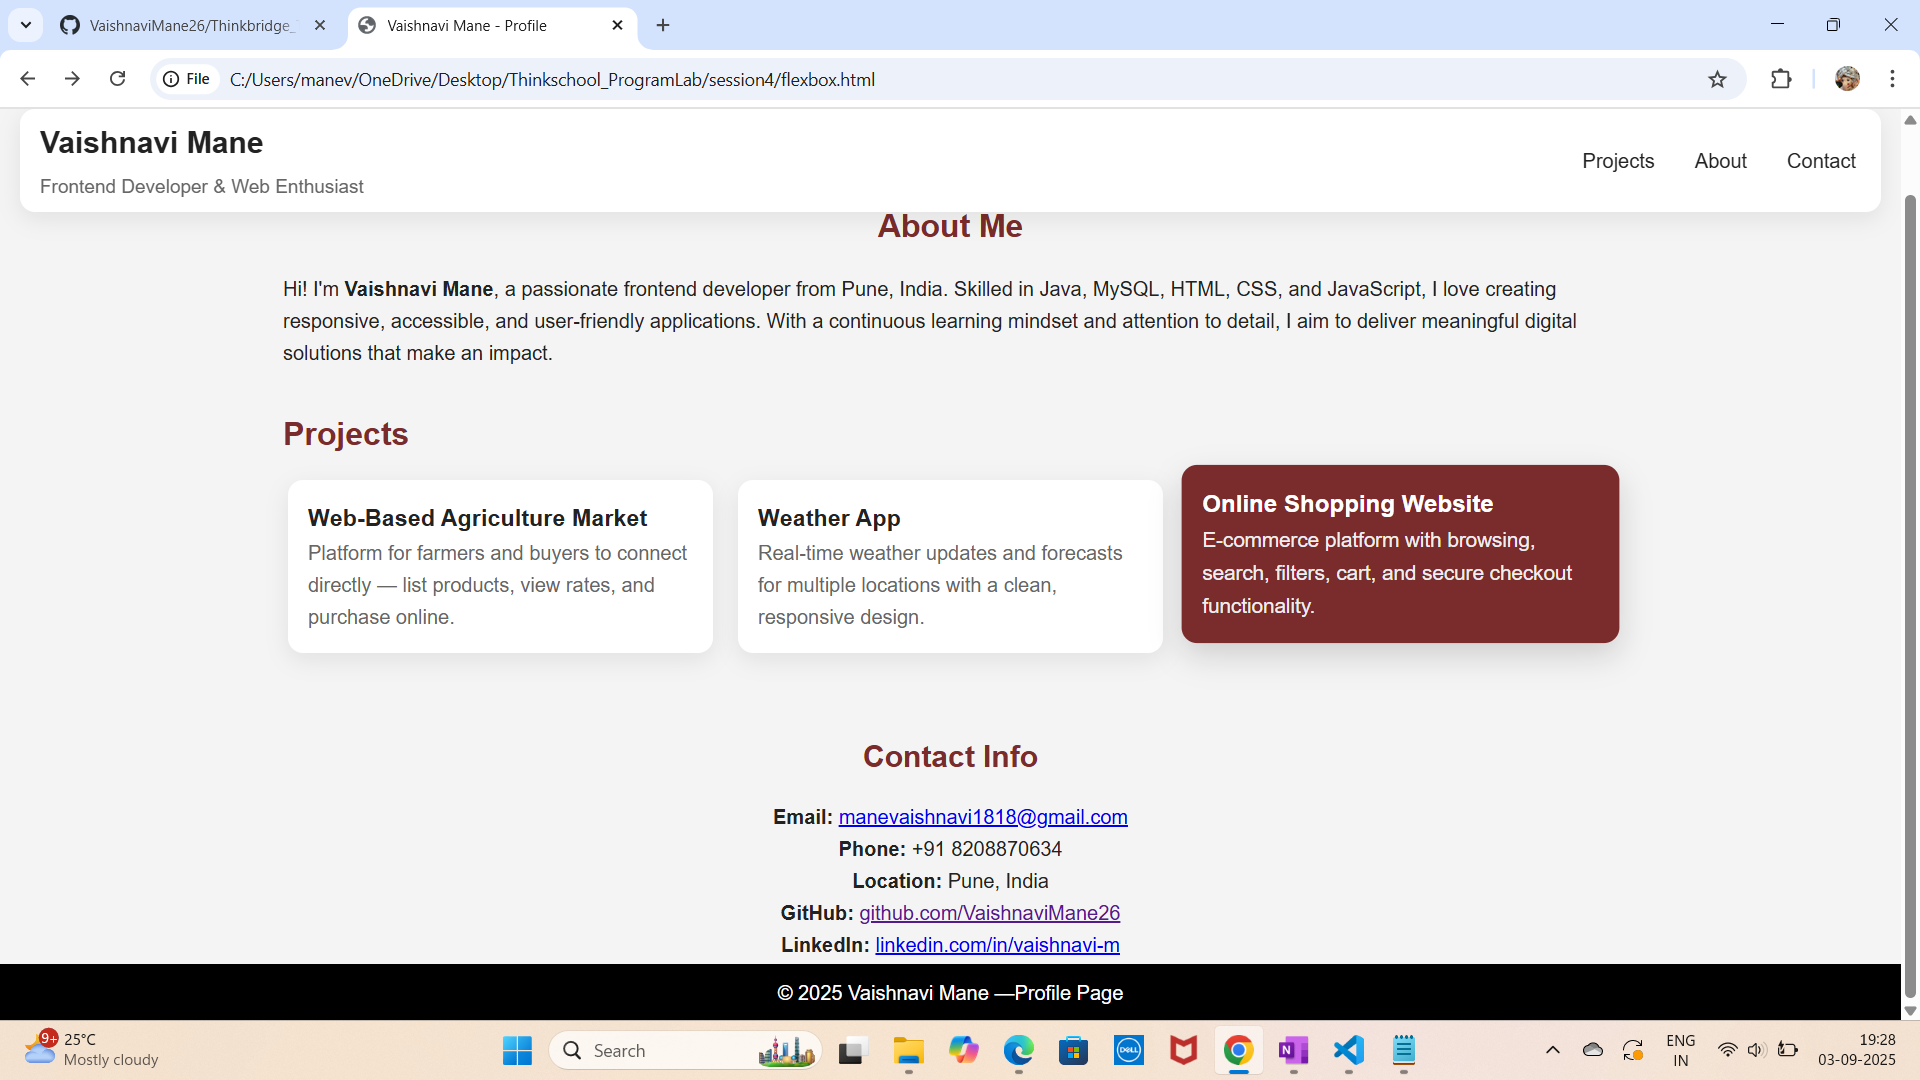 VaishnaviMane26/Thinkbridge_
Vaishnavi Mane - Profile
File
C:/Users/manev/OneDrive/Desktop/Thinkschool_ProgramLab/session4/flexbox.html
Vaishnavi Mane
Frontend Developer & Web Enthusiast
Projects
About
Contact
About Me
Hi! I'm Vaishnavi Mane, a passionate frontend developer from Pune, India. Skilled in Java, MySQL, HTML, CSS, and JavaScript, I love creating
responsive, accessible, and user-friendly applications. With a continuous learning mindset and attention to detail, I aim to deliver meaningful digital
solutions that make an impact.
Projects
Web-Based Agriculture Market
Platform for farmers and buyers to connect
directly — list products, view rates, and
purchase online.
Weather App
Real-time weather updates and forecasts
for multiple locations with a clean,
responsive design.
Online Shopping Website
E-commerce platform with browsing,
search, filters, cart, and secure checkout
functionality.
Contact Info
Email: manevaishnavi1818@gmail.com
Phone: +91 8208870634
Location: Pune, India
GitHub: github.com/VaishnaviMane26
LinkedIn: linkedin.com/in/vaishnavi-m
© 2025 Vaishnavi Mane —Profile Page
9+
25°C
Mostly cloudy
Search
DELL
N
ENG
IN
19:28
03-09-2025